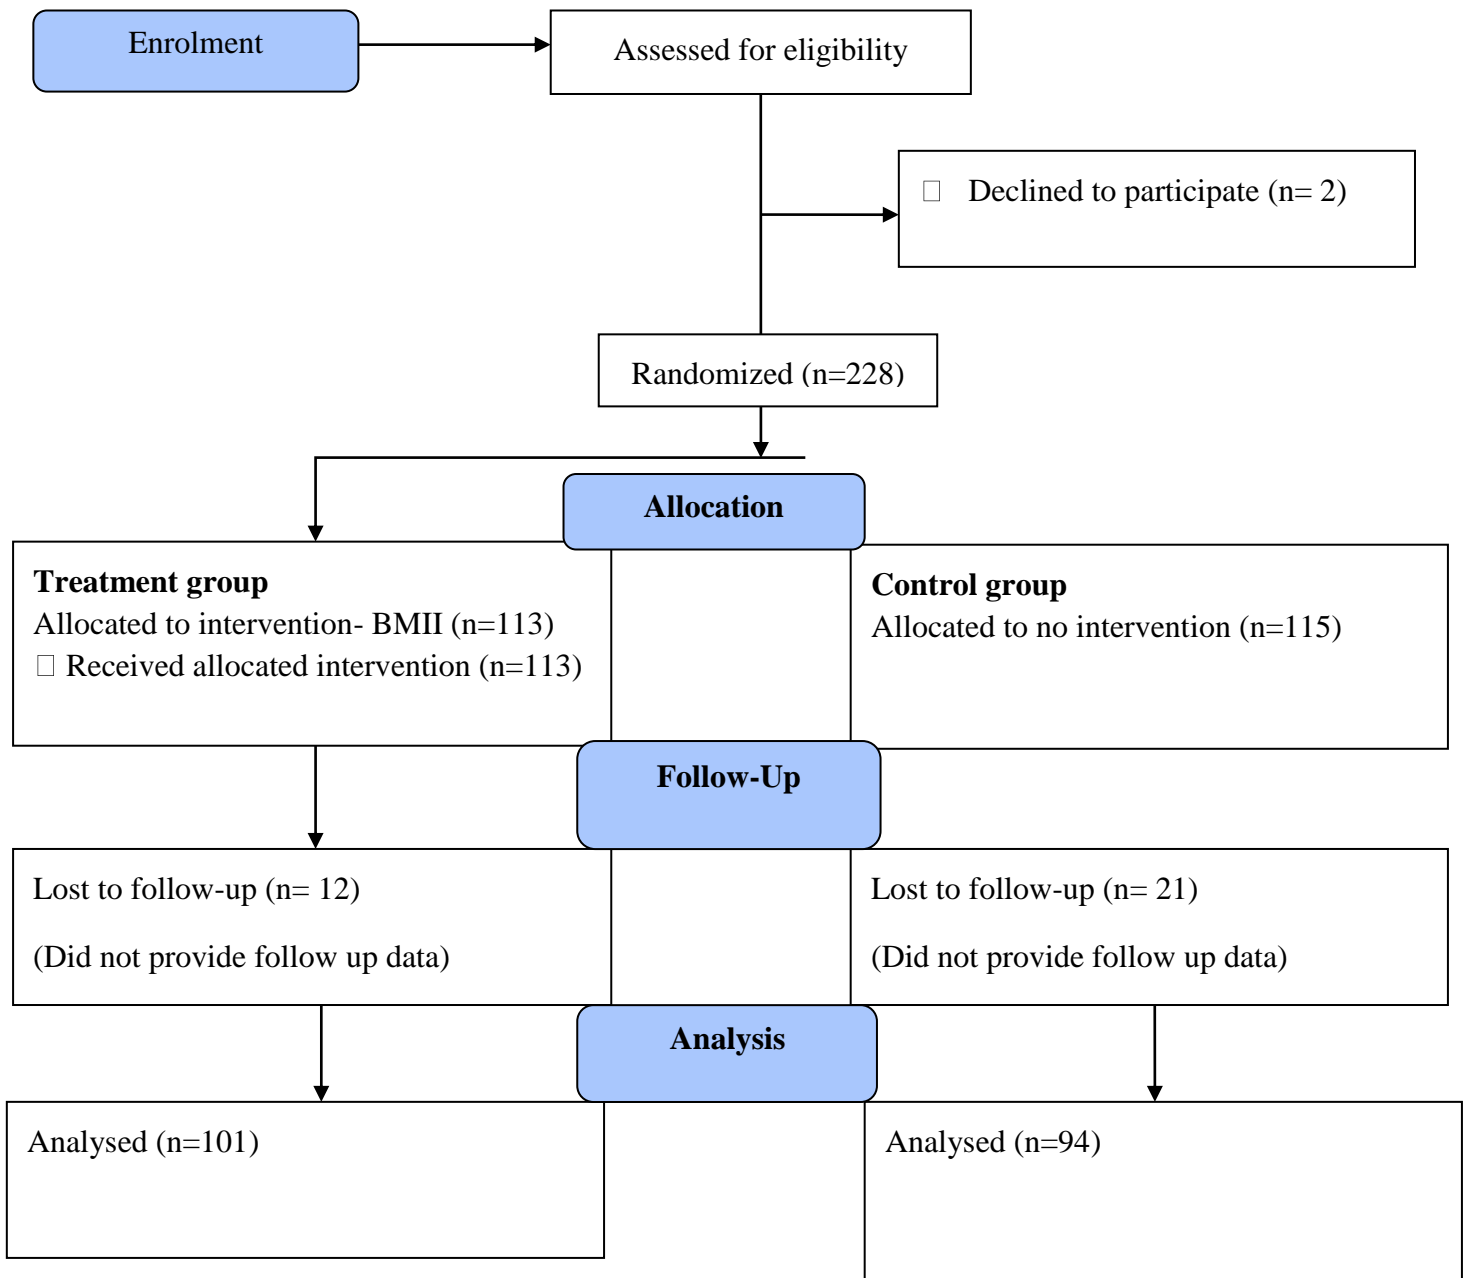 Enrolment
Assessed for eligibility
□ Declined to participate (n= 2)
Randomized (n=228)
Allocation
Treatment group
Allocated to intervention- BMII (n=113)
□ Received allocated intervention (n=113)
Control group
Allocated to no intervention (n=115)
Follow-Up
Lost to follow-up (n= 12)
(Did not provide follow up data)
Lost to follow-up (n= 21)
(Did not provide follow up data)
Analysis
Analysed (n=101)
Analysed (n=94)